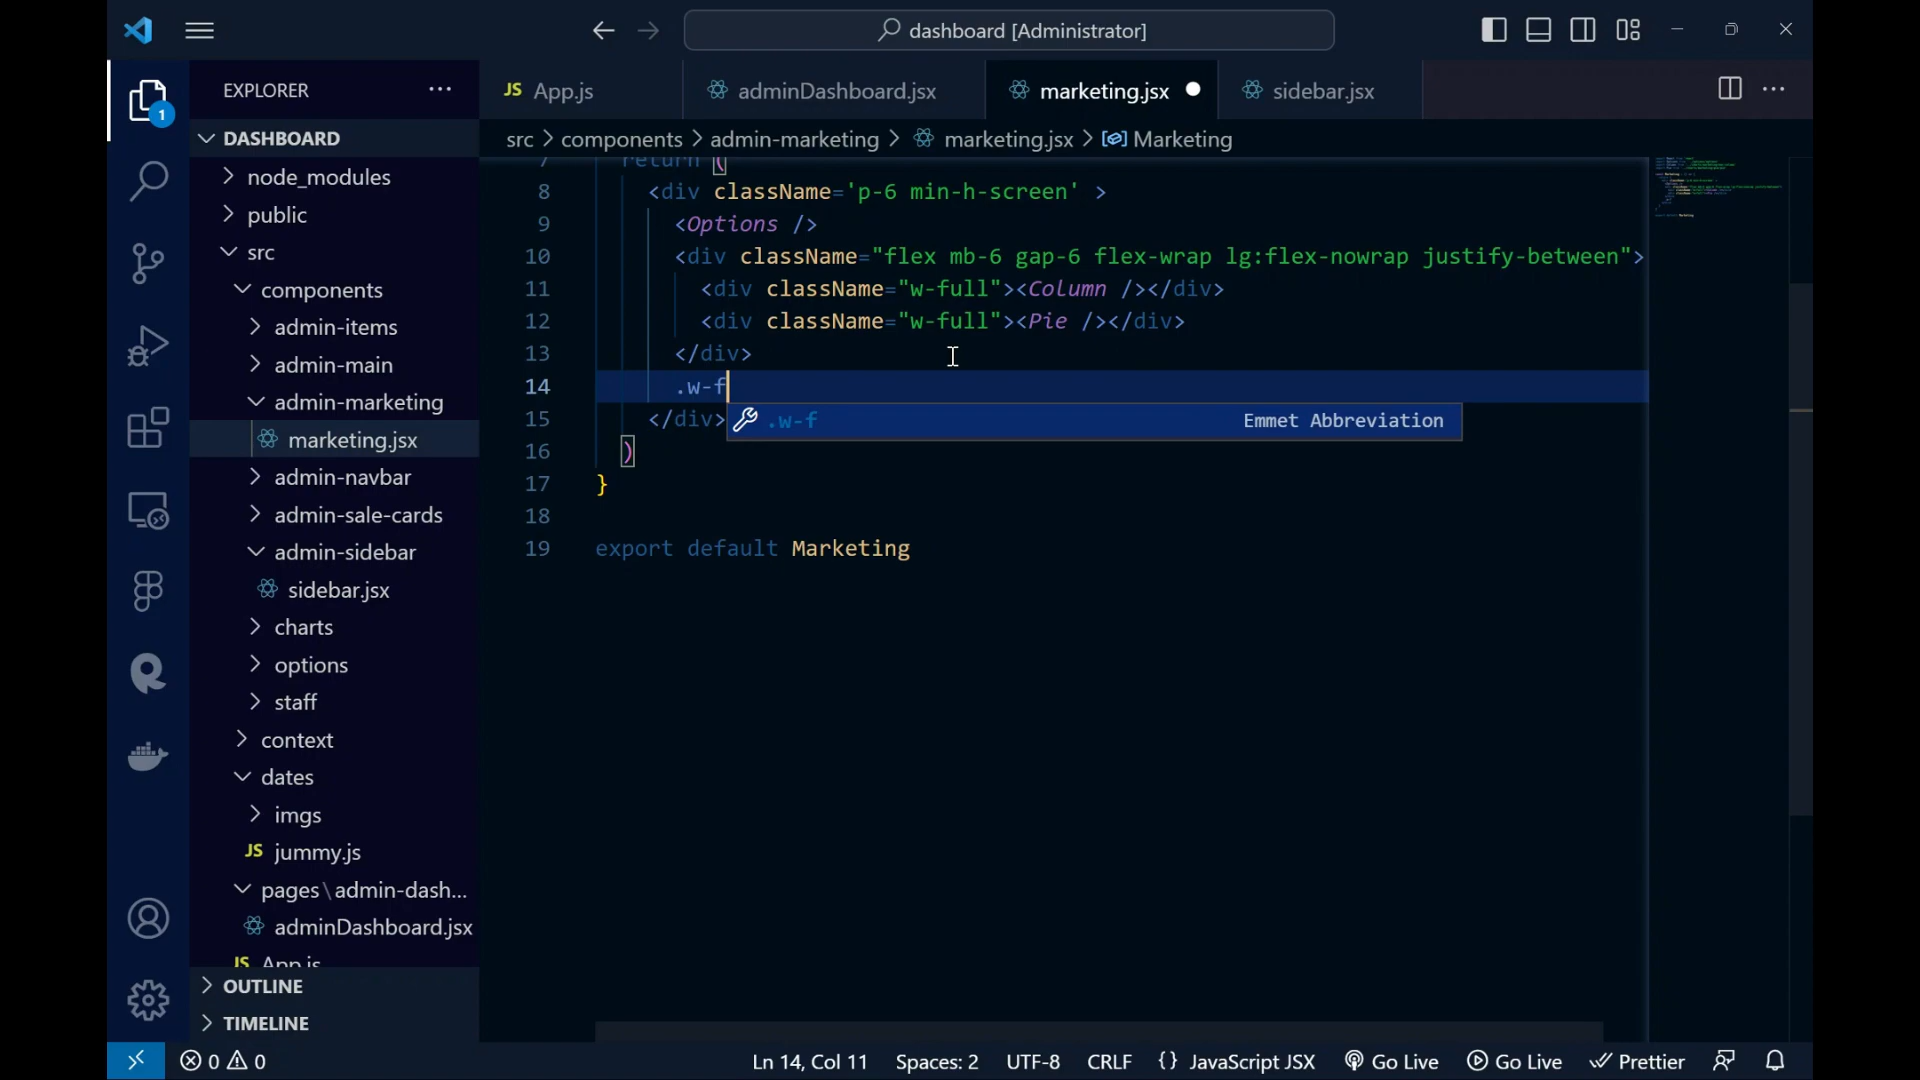 dashboard [Administrator]
EXPLORER
1
DASHBOARD
node_modules
public
src
components
admin-items
admin-main
admin-marketing
marketing.jsx
admin-navbar
admin-sale-cards
admin-sidebar
sidebar.jsx
charts
options
staff
context
dates
imgs
JS jummy.js
pages\admin-dash...
adminDashboard.jsx
JS App.js
OUTLINE
TIMELINE
JS App.js
adminDashboard.jsx
marketing.jsx
sidebar.jsx
src > components > admin-marketing > marketing.jsx > Marketing
7 return (
8 <div className='p-6 min-h-screen' >
9 <Options />
10 <div className="flex mb-6 gap-6 flex-wrap lg:flex-nowrap justify-between">
11 <div className="w-full"><Column /></div>
12 <div className="w-full"><Pie /></div>
13 </div>
14 .w-f
15 </div>
.w-f Emmet Abbreviation
16 )
17 }
18
19 export default Marketing
0 0
Ln 14, Col 11
Spaces: 2
UTF-8
CRLF
{} JavaScript JSX
Go Live
Go Live
Prettier